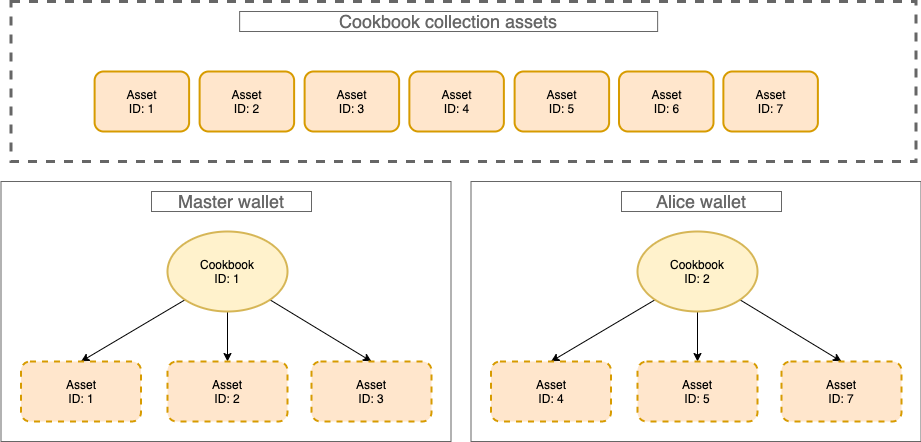 Cookbook collection assets
Asset
ID: 1
Asset
ID: 2
Asset
ID: 3
Asset
ID: 4
Asset
ID: 5
Asset
ID: 6
Asset
ID: 7
Master wallet
Cookbook
ID: 1
Asset
ID: 1
Asset
ID: 2
Asset
ID: 3
Alice wallet
Cookbook
ID: 2
Asset
ID: 4
Asset
ID: 5
Asset
ID: 7